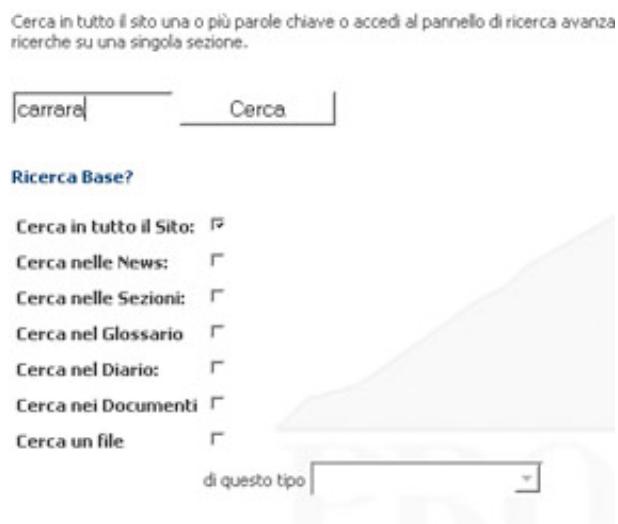 Cerca in tutto il sito una o più parole chiave o accedi al pannello di ricerca avanza
ricerche su una singola sezione.
carrara Cerca
Ricerca Base?
Cerca in tutto il Sito:
Cerca nelle News:
Cerca nelle Sezioni:
Cerca nel Glossario
Cerca nel Diario:
Cerca nei Documenti
Cerca un file
di questo tipo